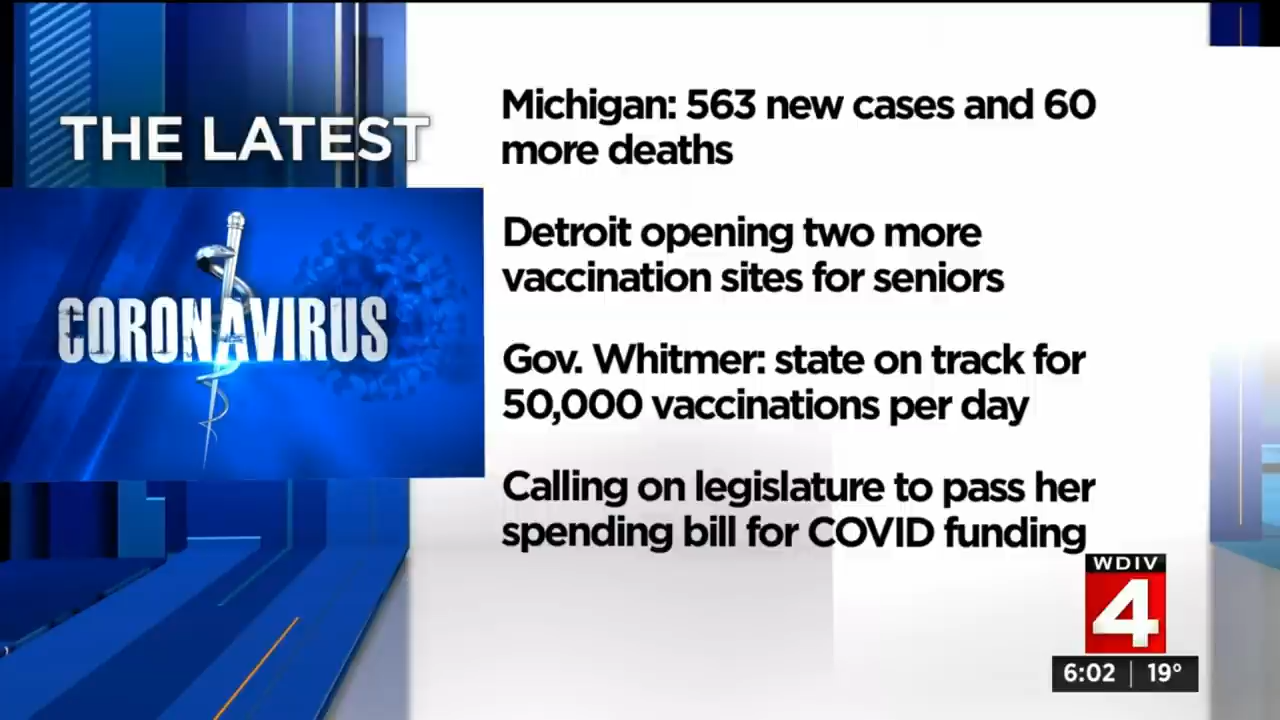 THE LATEST
CORONAVIRUS
Michigan: 563 new cases and 60
more deaths
Detroit opening two more
vaccination sites for seniors
Gov. Whitmer: state on track for
50,000 vaccinations per day
Calling on legislature to pass her
spending bill for COVID funding
WDIV
4
6:02 | 19°